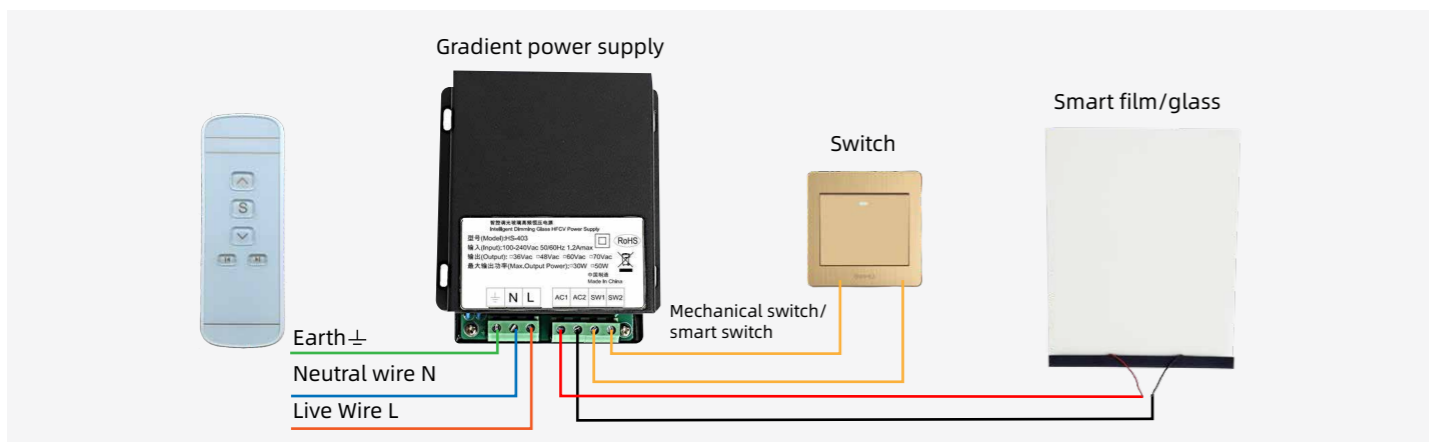 Gradient power supply
Smart film/glass
Switch
S
智能调光玻璃高频恒压电源
Intelligent Dimming Glass HFCV Power Supply
型号(Model):HS-403
输入(Input):100-240Vac 50/60Hz 1.2Amax
RoHS
输出(Output): □36Vac □48Vac □60Vac □70Vac
最大输出功率(Max.Output Power):□30W □50W
中国制造
Made In China
N L AC1 AC2 SW1 SW2
Mechanical switch/
smart switch
Earth
Neutral wire N
Live Wire L